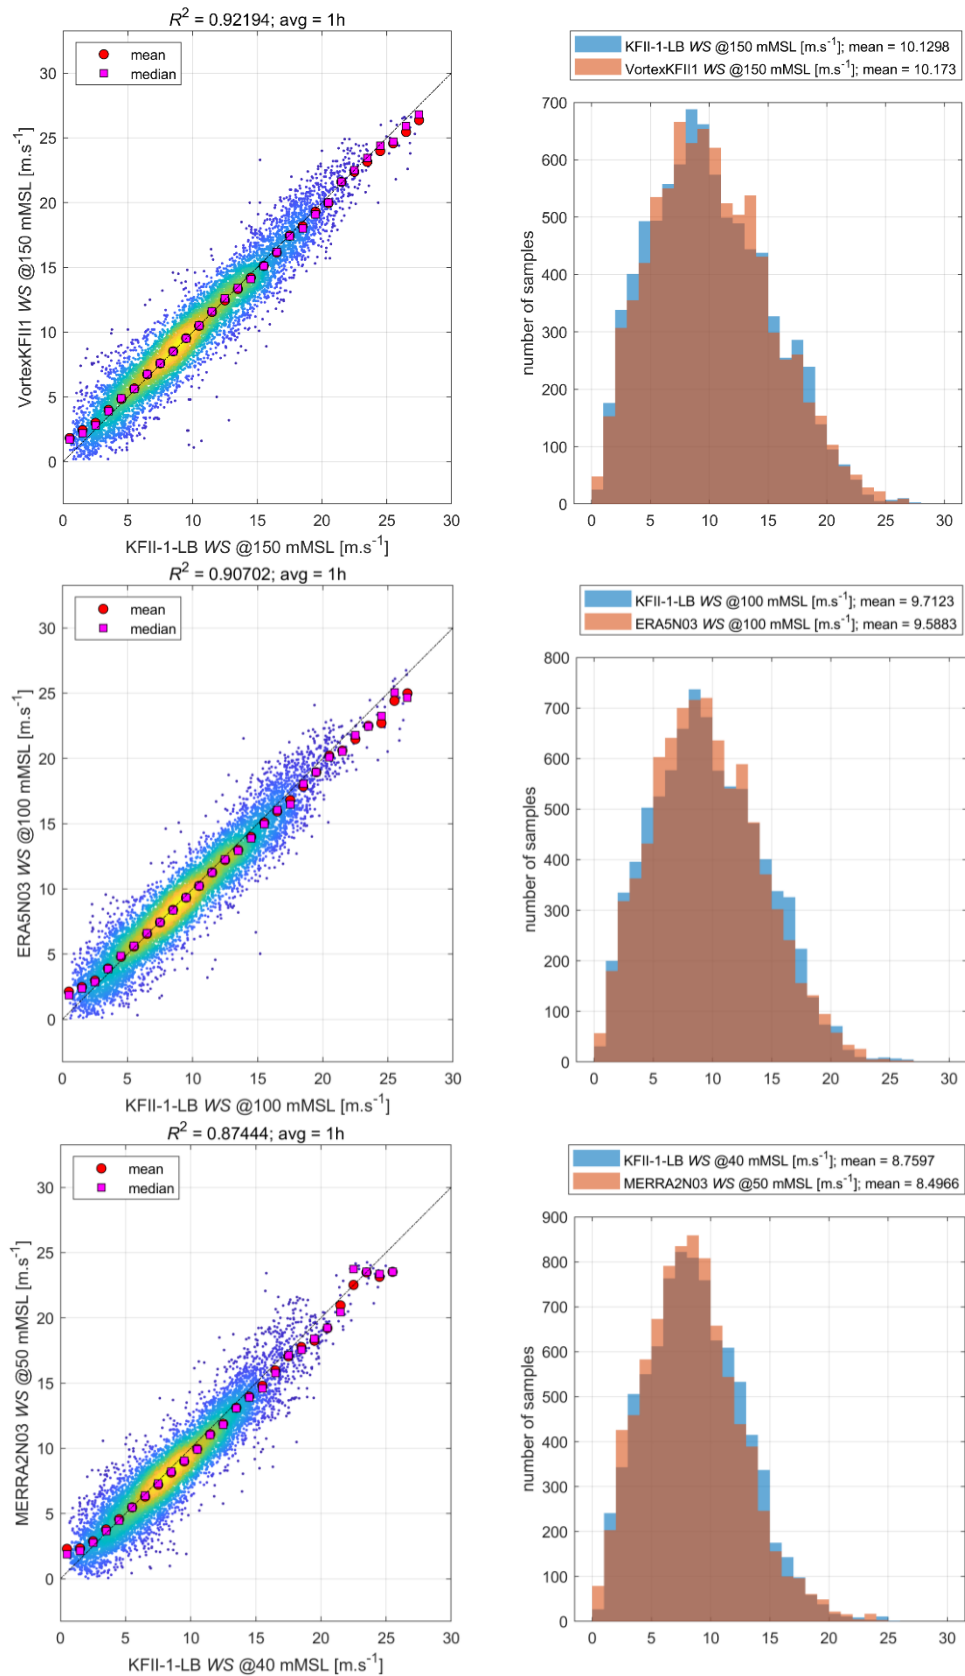 R² = 0.92194; avg = 1h
mean
median
VortexKFII1 WS @150 mMSL [m.s⁻¹]
30
25
20
15
10
5
0
0 5 10 15 20 25 30
KFII-1-LB WS @150 mMSL [m.s⁻¹]
KFII-1-LB WS @150 mMSL [m.s⁻¹]; mean = 10.1298
VortexKFII1 WS @150 mMSL [m.s⁻¹]; mean = 10.173
number of samples
700
600
500
400
300
200
100
0
0 5 10 15 20 25 30
R² = 0.90702; avg = 1h
mean
median
ERA5N03 WS @100 mMSL [m.s⁻¹]
30
25
20
15
10
5
0
0 5 10 15 20 25 30
KFII-1-LB WS @100 mMSL [m.s⁻¹]
KFII-1-LB WS @100 mMSL [m.s⁻¹]; mean = 9.7123
ERA5N03 WS @100 mMSL [m.s⁻¹]; mean = 9.5883
number of samples
800
700
600
500
400
300
200
100
0
0 5 10 15 20 25 30
R² = 0.87444; avg = 1h
mean
median
MERRA2N03 WS @50 mMSL [m.s⁻¹]
30
25
20
15
10
5
0
0 5 10 15 20 25 30
KFII-1-LB WS @40 mMSL [m.s⁻¹]
KFII-1-LB WS @40 mMSL [m.s⁻¹]; mean = 8.7597
MERRA2N03 WS @50 mMSL [m.s⁻¹]; mean = 8.4966
number of samples
900
800
700
600
500
400
300
200
100
0
0 5 10 15 20 25 30